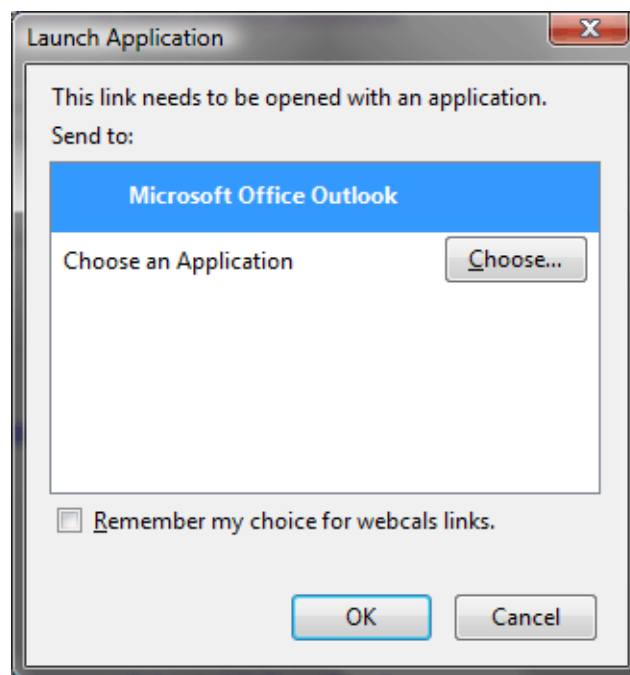 Launch Application
This link needs to be opened with an application.
Send to:
Microsoft Office Outlook
Choose an Application
Choose...
Remember my choice for webcals links.
OK
Cancel